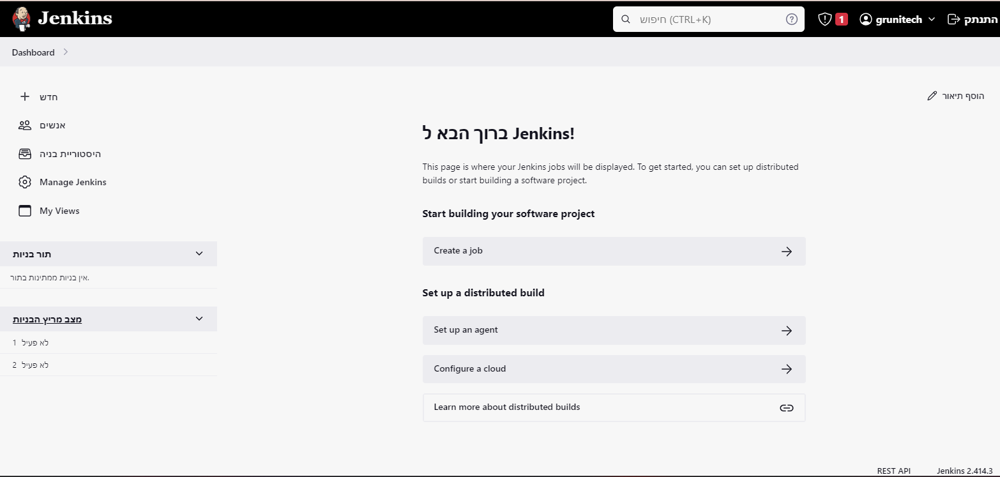 Jenkins
חיפוש (CTRL+K)
1
grunitech
התנתק
Dashboard
חדש
אנשים
היסטוריית בניה
Manage Jenkins
My Views
תור בניות
אין בניות ממתינות בתור.
מצב מריץ הבניות
1 לא פעיל
2 לא פעיל
הוסף תיאור
ברוך הבא ל Jenkins!
This page is where your Jenkins jobs will be displayed. To get started, you can set up distributed
builds or start building a software project.
Start building your software project
Create a job
Set up a distributed build
Set up an agent
Configure a cloud
Learn more about distributed builds
REST API
Jenkins 2.414.3